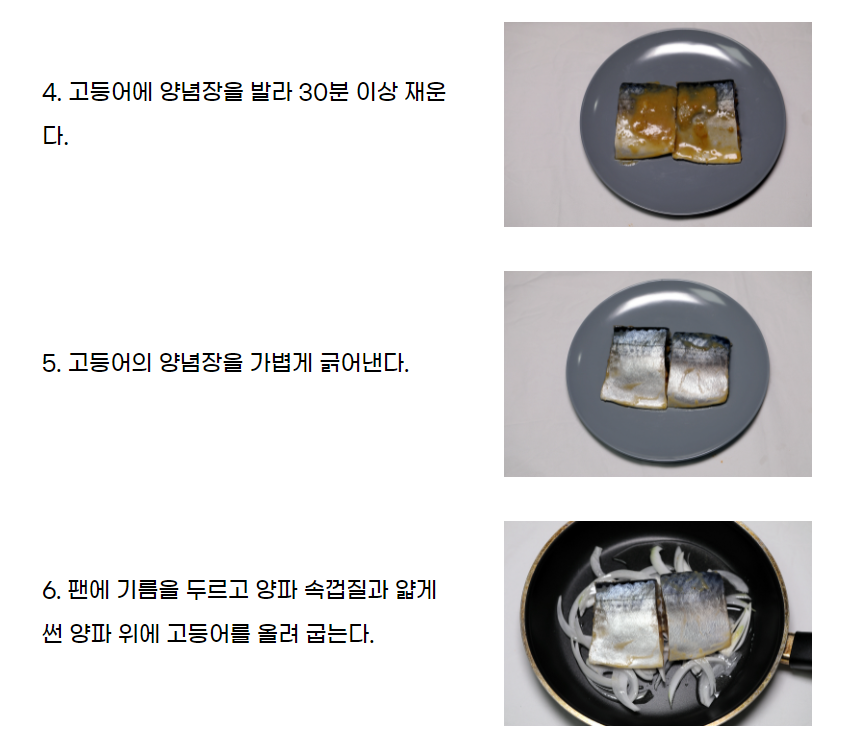 4. 고등어에 양념장을 발라 30분 이상 재운
다.
5. 고등어의 양념장을 가볍게 긁어낸다.
6. 팬에 기름을 두르고 양파 속껍질과 얇게
썬 양파 위에 고등어를 올려 굽는다.